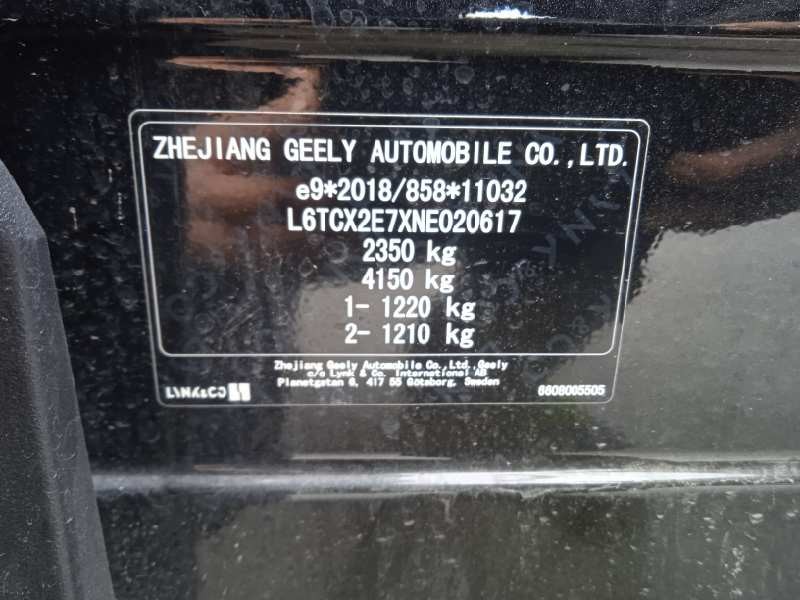 ZHEJIANG GEELY AUTOMOBILE CO.,LTD.
e9*2018/858*11032
L6TCX2E7XNE020617
2350 kg
4150 kg
1- 1220 kg
2- 1210 kg
Zhejiang Geely Automobile Co.,Ltd.,Geely
c/o Lynk & Co. International AB
Planetgatan 6, 417 55 Göteborg, Sweden
LYNK&CO
6608005505